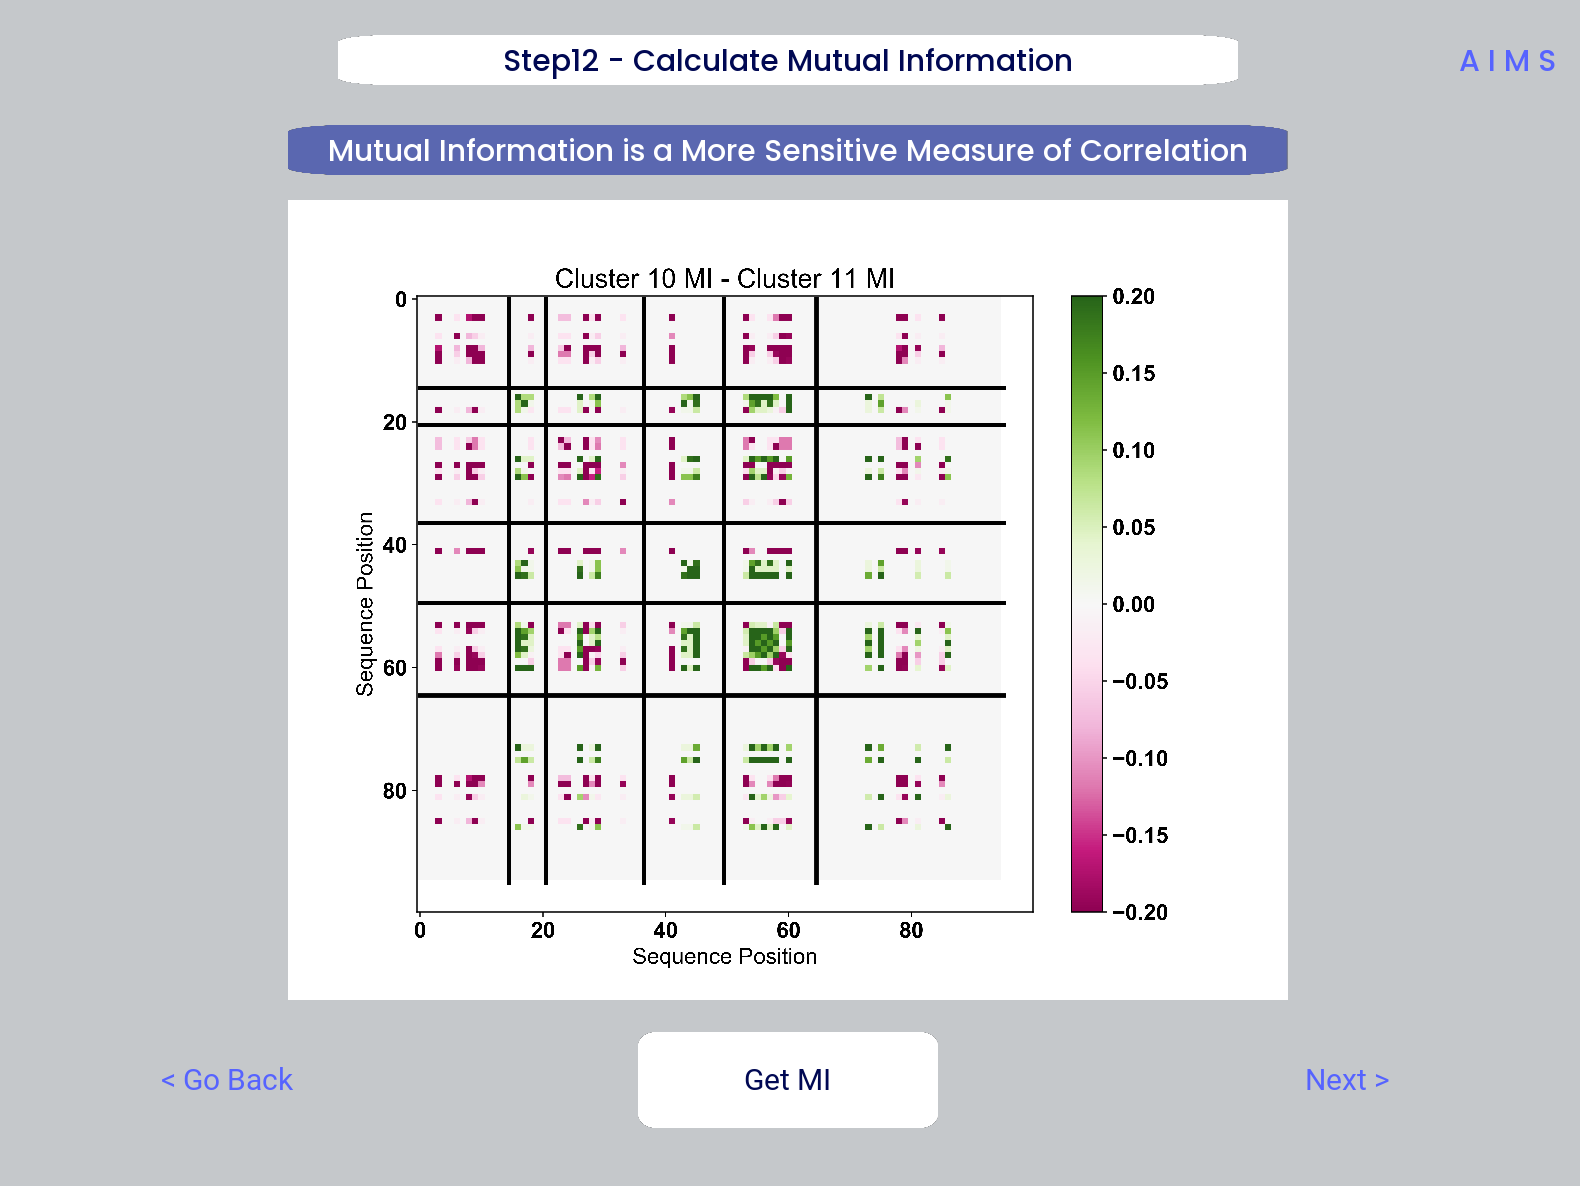 Step12 - Calculate Mutual Information
A I M S
Mutual Information is a More Sensitive Measure of Correlation
Cluster 10 MI - Cluster 11 MI
0
20
40
60
80
Sequence Position
0 20 40 60 80
Sequence Position
0.20
0.15
0.10
0.05
0.00
−0.05
−0.10
−0.15
−0.20
< Go Back
Get MI
Next >